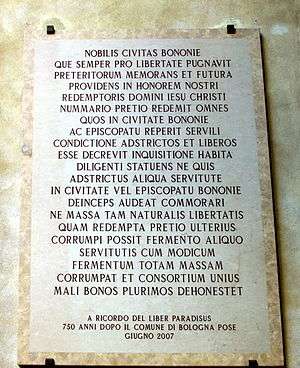 NOBILIS CIVITAS BONONIE
QUE SEMPER PRO LIBERTATE PUGNAVIT
PRETERITORUM MEMORANS ET FUTURA
PROVIDENS IN HONOREM NOSTRI
REDEMPTORIS DOMINI IESU CHRISTI
NUMMARIO PRETIO REDEMIT OMNES
QUOS IN CIVITATE BONONIE
AC EPISCOPATU REPERIT SERVILI
CONDICTIONE ADSTRICTOS ET LIBEROS
ESSE DECREVIT INQUISITIONE HABITA
DILIGENTI STATUENS NE QUIS
ADSTRICTUS ALIQUA SERVITUTE
IN CIVITATE VEL EPISCOPATU BONONIE
DEINCEPS AUDEAT COMMORARI
NE MASSA TAM NATURALIS LIBERTATIS
QUAM REDEMPTA PRETIO ULTERIUS
CORRUMPI POSSIT FERMENTO ALIQUO
SERVITUTIS CUM MODICUM
FERMENTUM TOTAM MASSAM
CORRUMPAT ET CONSORTIUM UNIUS
MALI BONOS PLURIMOS DEHONESTET
A RICORDO DEL LIBER PARADISUS
750 ANNI DOPO IL COMUNE DI BOLOGNA POSE
GIUGNO 2007